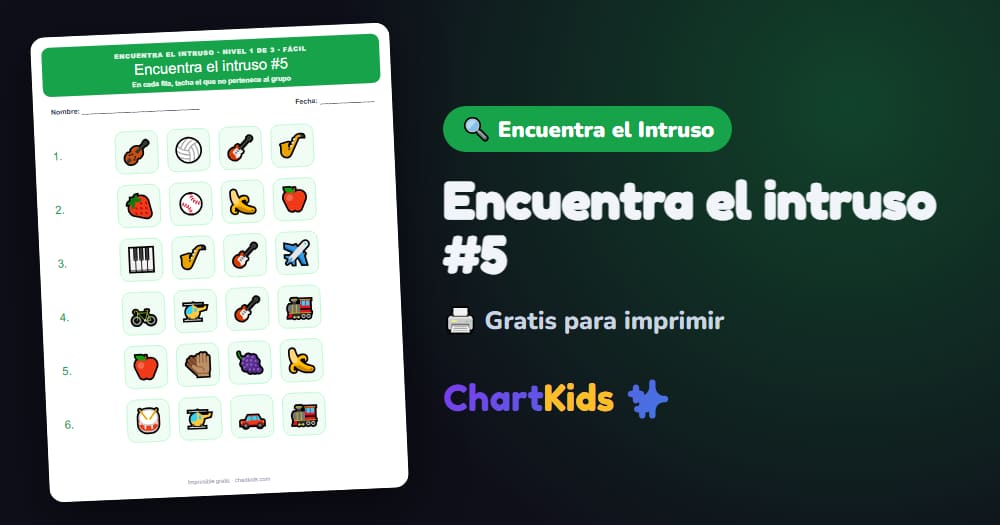 ENCUENTRA EL INTRUSO · NIVEL 1 DE 3 · FÁCIL
Encuentra el intruso #5
En cada fila, tacha el que no pertenece al grupo
Nombre:
Fecha:
1.
2.
3.
4.
5.
6.
Imprimible gratis · chartkids.com
Encuentra el Intruso
Encuentra el intruso
#5
Gratis para imprimir
ChartKids